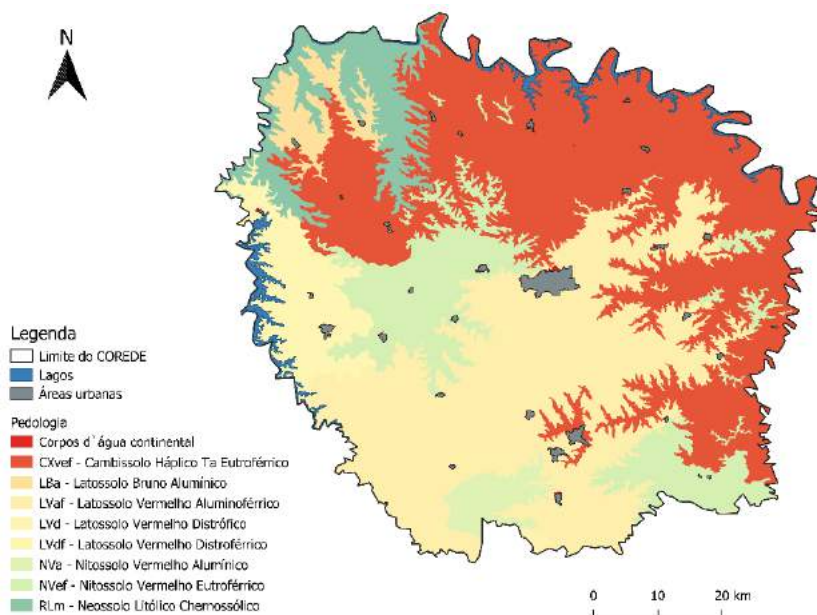 N
Legenda
Limite do COREDE
Lagos
Áreas urbanas
Pedologia
Corpos d`água continental
CXvef - Cambissolo Háplico Ta Eutroférrico
LBa - Latossolo Bruno Alumínico
LVaf - Latossolo Vermelho Aluminoférrico
LVd - Latossolo Vermelho Distrófico
LVdf - Latossolo Vermelho Distroférrico
NVa - Nitossolo Vermelho Alumínico
NVef - Nitossolo Vermelho Eutroférrico
RLm - Neossolo Litólico Chernossólico
0 10 20 km